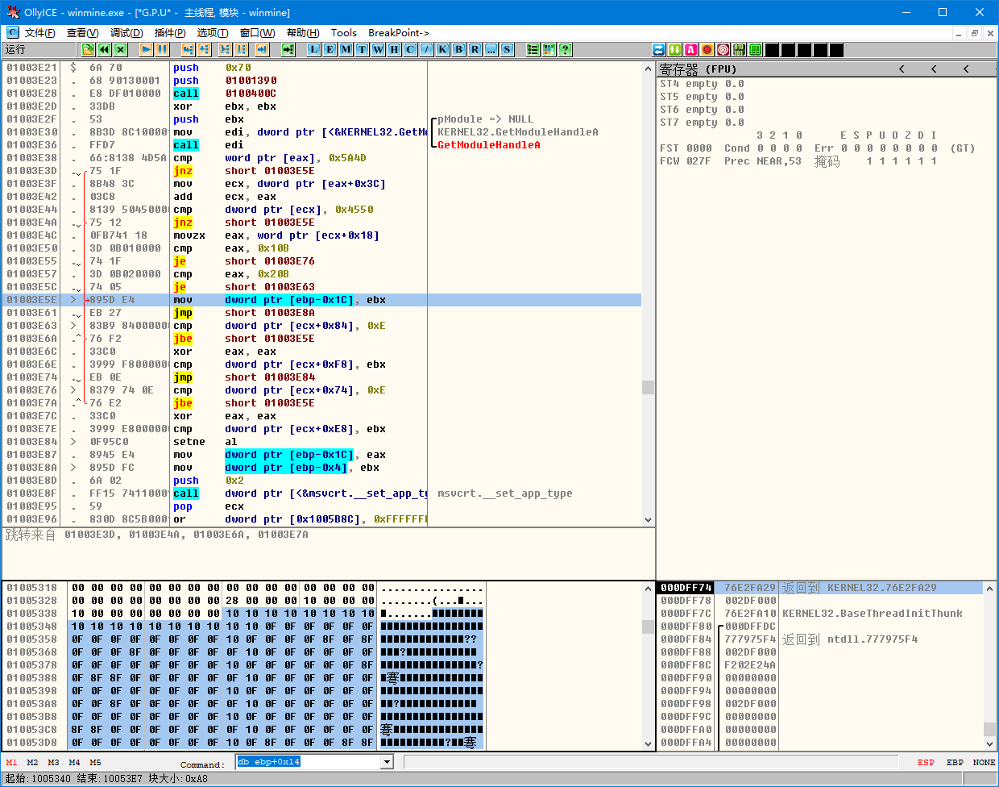 OllyICE - winmine.exe - [*G.P.U* - 主线程, 模块 - winmine]
C 文件(F) 查看(V) 调试(D) 插件(P) 选项(T) 窗口(W) 帮助(H) Tools BreakPoint->
运行 L E M T W H C / K B R ... S ?
01003E21 $ 6A 70 push 0x70
01003E23 . 68 90130001 push 01001390
01003E28 . E8 DF010000 call 0100400C
01003E2D . 33DB xor ebx, ebx
01003E2F . 53 push ebx pModule => NULL
01003E30 . 8B3D 8C10000 mov edi, dword ptr [<&KERNEL32.GetMo KERNEL32.GetModuleHandleA
01003E36 . FFD7 call edi GetModuleHandleA
01003E38 . 66:8138 4D5A cmp word ptr [eax], 0x5A4D
01003E3D . 75 1F jnz short 01003E5E
01003E3F . 8B48 3C mov ecx, dword ptr [eax+0x3C]
01003E42 . 03C8 add ecx, eax
01003E44 . 8139 50450000 cmp dword ptr [ecx], 0x4550
01003E4A . 75 12 jnz short 01003E5E
01003E4C . 0FB741 18 movzx eax, word ptr [ecx+0x18]
01003E50 . 3D 0B010000 cmp eax, 0x10B
01003E55 . 74 1F je short 01003E76
01003E57 . 3D 0B020000 cmp eax, 0x20B
01003E5C . 74 05 je short 01003E63
01003E5E > 895D E4 mov dword ptr [ebp-0x1C], ebx
01003E61 . EB 27 jmp short 01003E8A
01003E63 > 83B9 8400000 cmp dword ptr [ecx+0x84], 0xE
01003E6A .^ 76 F2 jbe short 01003E5E
01003E6C . 33C0 xor eax, eax
01003E6E . 3999 F8000000 cmp dword ptr [ecx+0xF8], ebx
01003E74 . EB 0E jmp short 01003E84
01003E76 > 8379 74 0E cmp dword ptr [ecx+0x74], 0xE
01003E7A .^ 76 E2 jbe short 01003E5E
01003E7C . 33C0 xor eax, eax
01003E7E . 3999 E8000000 cmp dword ptr [ecx+0xE8], ebx
01003E84 > 0F95C0 setne al
01003E87 . 8945 E4 mov dword ptr [ebp-0x1C], eax
01003E8A > 895D FC mov dword ptr [ebp-0x4], ebx
01003E8D . 6A 02 push 0x2
01003E8F . FF15 7411000 call dword ptr [<&msvcrt.__set_app_ty msvcrt.__set_app_type
01003E95 . 59 pop ecx
01003E96 . 830D 8C5B000 or dword ptr [0x1005B8C], 0xFFFFFFF
跳转来自 01003E3D, 01003E4A, 01003E6A, 01003E7A
寄存器 (FPU) < < <
ST4 empty 0.0
ST5 empty 0.0
ST6 empty 0.0
ST7 empty 0.0
3 2 1 0 E S P U O Z D I
FST 0000 Cond 0 0 0 0 Err 0 0 0 0 0 0 0 0 (GT)
FCW 027F Prec NEAR,53 掩码 1 1 1 1 1 1
01005318 00 00 00 00 00 00 00 00 00 00 00 00 00 00 00 00 ................
01005328 00 00 00 00 00 00 00 00 28 00 00 00 10 00 00 00 ........(...■...
01005338 10 00 00 00 00 00 00 00 10 10 10 10 10 10 10 10 ■.......■■■■■■■■
01005348 10 10 10 10 10 10 10 10 10 10 0F 0F 0F 0F 0F 0F
01005358 0F 0F 0F 0F 0F 0F 0F 0F 10 0F 0F 0F 0F 8F 0F 8F ??
01005368 0F 0F 0F 8F 0F 0F 0F 0F 0F 10 0F 0F 0F 0F 0F 0F ?
01005378 0F 0F 0F 0F 0F 0F 0F 0F 10 0F 0F 0F 0F 0F 0F 8F ?
01005388 0F 8F 8F 0F 0F 0F 0F 0F 0F 10 0F 0F 0F 0F 0F 0F 骞
01005398 0F 0F 0F 0F 0F 0F 0F 0F 10 0F 0F 0F 0F 0F 0F 0F
010053A8 0F 0F 8F 0F 0F 0F 0F 0F 0F 10 0F 0F 0F 0F 0F 0F ?
010053B8 0F 0F 0F 0F 0F 0F 0F 0F 10 0F 0F 0F 0F 0F 0F 0F
010053C8 8F 8F 0F 0F 0F 0F 0F 0F 0F 10 0F 0F 0F 0F 0F 0F 骞
010053D8 0F 0F 0F 0F 0F 0F 0F 0F 10 0F 8F 0F 0F 0F 8F 8F ? 骞
000DFF74 76E2FA29 返回到 KERNEL32.76E2FA29
000DFF78 002DF000
000DFF7C 76E2FA10 KERNEL32.BaseThreadInitThunk
000DFF80 000DFFDC
000DFF84 777975F4 返回到 ntdll.777975F4
000DFF88 002DF000
000DFF8C F202E24A
000DFF90 00000000
000DFF94 00000000
000DFF98 002DF000
000DFF9C 00000000
000DFFA0 00000000
000DFFA4 00000000
M1 M2 M3 M4 M5 Command: db ebp+0x14 ESP EBP NONE
起始:1005340 结束:10053E7 块大小:0xA8